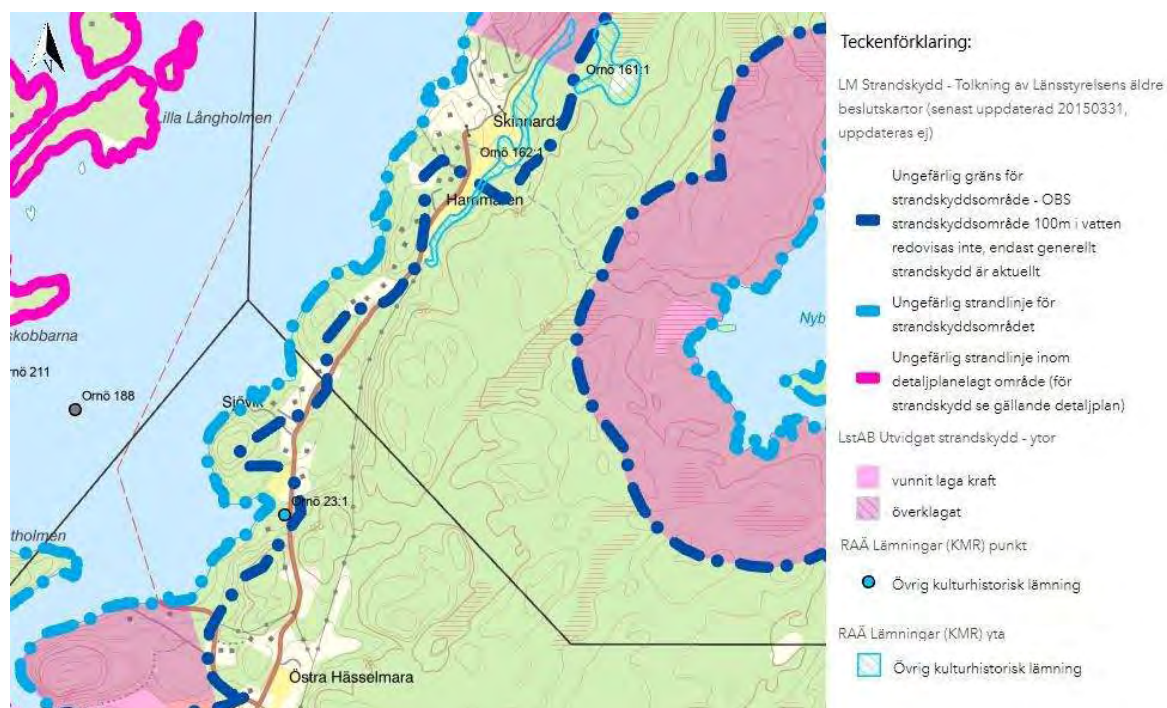 N
Lilla Långholmen
Ornö 161:1
Skinnarda
Ornö 162:1
Hammaren
skobbarna
rnö 211
Ornö 188
Sjövik
Ornö 23:1
tholmen
Östra Hässelmara
Nyb
Teckenförklaring:
LM Strandskydd - Tolkning av Länsstyrelsens äldre
beslutskartor (senast uppdaterad 20150331,
uppdateras ej)
Ungefärlig gräns för
strandskyddsområde - OBS
strandskyddsområde 100m i vatten
redovisas inte, endast generellt
strandskydd är aktuellt
Ungefärlig strandlinje för
strandskyddsområdet
Ungefärlig strandlinje inom
detaljplanelagt område (för
strandskydd se gällande detaljplan)
LstAB Utvidgat strandskydd - ytor
vunnit laga kraft
överklagat
RAÄ Lämningar (KMR) punkt
Övrig kulturhistorisk lämning
RAÄ Lämningar (KMR) yta
Övrig kulturhistorisk lämning